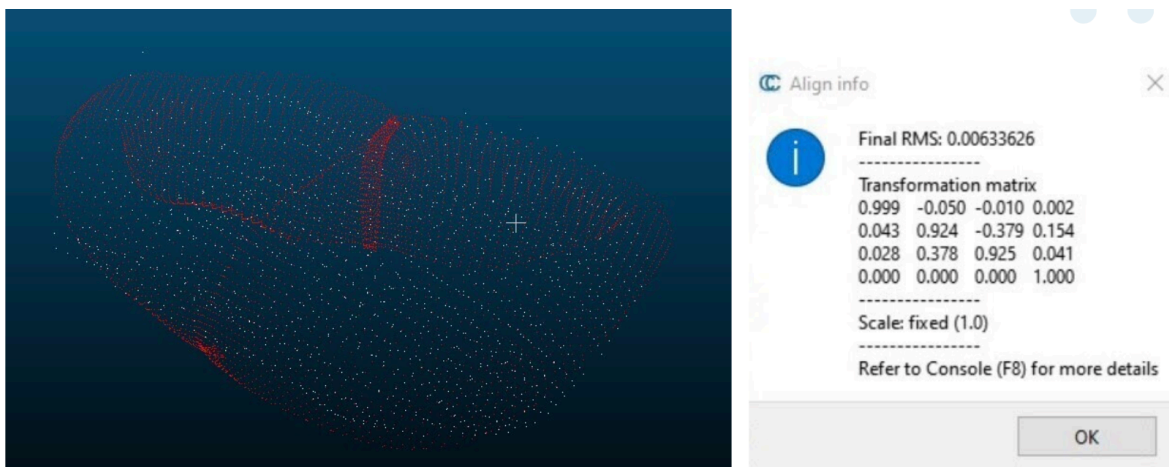 Align info
Final RMS: 0.00633626
----------------
Transformation matrix
0.999 -0.050 -0.010 0.002
0.043 0.924 -0.379 0.154
0.028 0.378 0.925 0.041
0.000 0.000 0.000 1.000
----------------
Scale: fixed (1.0)
----------------
Refer to Console (F8) for more details
OK